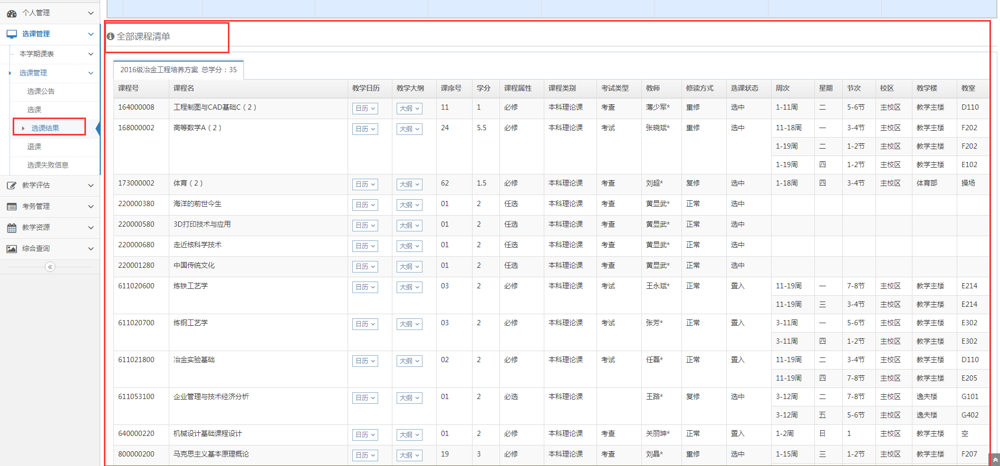 个人管理
选课管理
本学期课表
选课管理
选课公告
选课
选课结果
退课
选课失败信息
教学评估
考务管理
教学资源
综合查询
全部课程清单
2016级冶金工程培养方案 总学分：35
课程号 课程名 教学日历 教学大纲 课序号 学分 课程属性 课程类别 考试类型 教师 修读方式 选课状态 周次 星期 节次 校区 教学楼 教室
164000008 工程制图与CAD基础C（2） 日历 大纲 11 1 必修 本科理论课 考查 薄少军* 重修 选中 1-11周 二 5-6节 主校区 教学主楼 D110
168000002 高等数学A（2） 日历 大纲 24 5.5 必修 本科理论课 考试 张晓斌* 重修 选中 11-18周 一 3-4节 主校区 教学主楼 F202
1-19周 二 1-2节 主校区 教学主楼 F202
1-19周 四 1-2节 主校区 教学主楼 E102
173000002 体育（2） 日历 大纲 62 1.5 必修 本科理论课 考查 刘超* 复修 选中 1-18周 四 3-4节 主校区 体育部 操场
220000380 海洋的前世今生 日历 大纲 01 2 任选 本科理论课 考查 黄显武* 正常 选中
220000580 3D打印技术与应用 日历 大纲 01 2 任选 本科理论课 考查 黄显武* 正常 选中
220000680 走近核科学技术 日历 大纲 01 2 任选 本科理论课 考查 黄显武* 正常 选中
220001280 中国传统文化 日历 大纲 01 2 任选 本科理论课 考查 黄显武* 正常 选中
611020600 炼铁工艺学 日历 大纲 03 2 必修 本科理论课 考试 王永斌* 正常 置入 11-19周 一 7-8节 主校区 教学主楼 E214
11-19周 三 3-4节 主校区 教学主楼 E214
611020700 炼钢工艺学 日历 大纲 03 2 必修 本科理论课 考试 张芳* 正常 置入 3-11周 一 5-6节 主校区 教学主楼 E302
3-11周 四 1-2节 主校区 教学主楼 E302
611021800 冶金实验基础 日历 大纲 02 2 必修 本科理论课 考试 任磊* 正常 置入 11-19周 二 3-4节 主校区 教学主楼 D110
11-19周 四 7-8节 主校区 教学主楼 E205
611053100 企业管理与技术经济分析 日历 大纲 01 2 必选 本科理论课 王路* 复修 选中 3-12周 二 7-8节 主校区 逸夫楼 G101
3-12周 五 5-6节 主校区 逸夫楼 G402
640000220 机械设计基础课程设计 日历 大纲 01 2 必修 本科理论课 考查 关丽坤* 正常 置入 1-2周 日 1 主校区 教学主楼 空
800000200 马克思主义基本原理概论 日历 大纲 19 3 必修 本科理论课 考查 刘晶* 重修 选中 1-15周 三 1-2节 主校区 教学主楼 F207